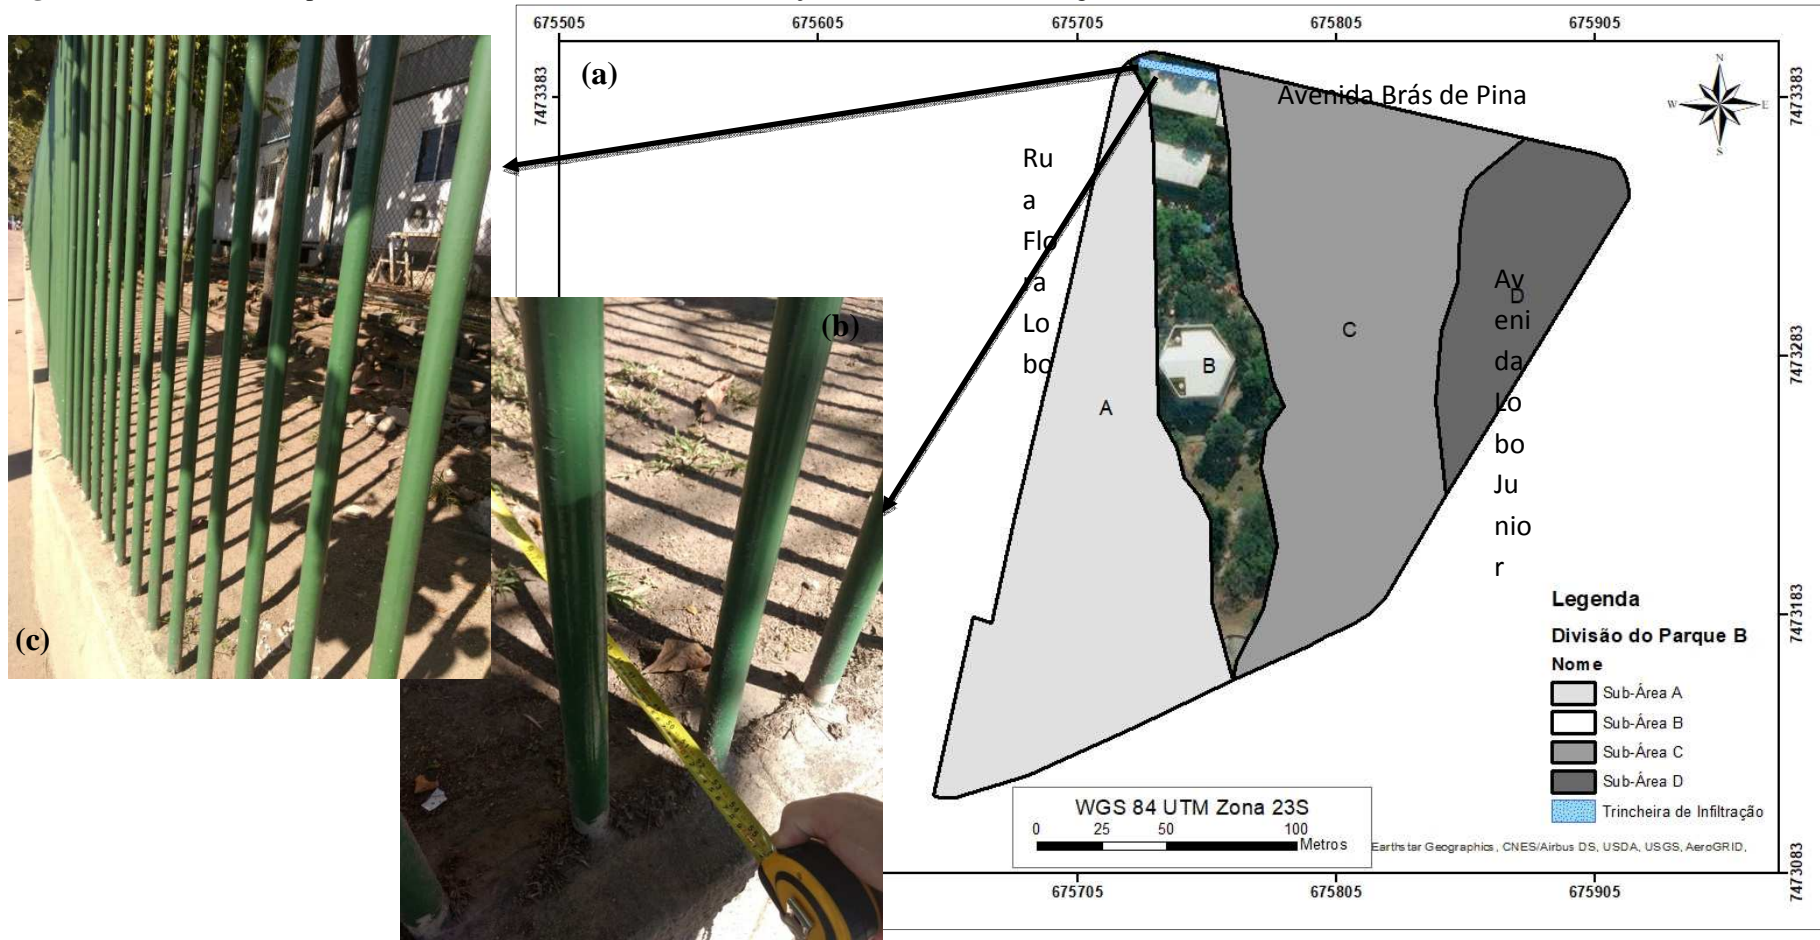 675505
675605
675705
675805
675905
(a)
7473383
7473383
N
W
E
S
Avenida Brás de Pina
Ru
a
Flo
ra
Lo
bo
Av
eni
da
Lo
bo
Ju
nio
r
A
B
C
D
(b)
(c)
7473283
7473183
7473083
Legenda
Divisão do Parque B
Nome
Sub-Área A
Sub-Área B
Sub-Área C
Sub-Área D
Trincheira de Infiltração
WGS 84 UTM Zona 23S
0 25 50 100
Metros
Earthstar Geographics, CNES/Airbus DS, USDA, USGS, AeroGRID,
675705
675805
675905